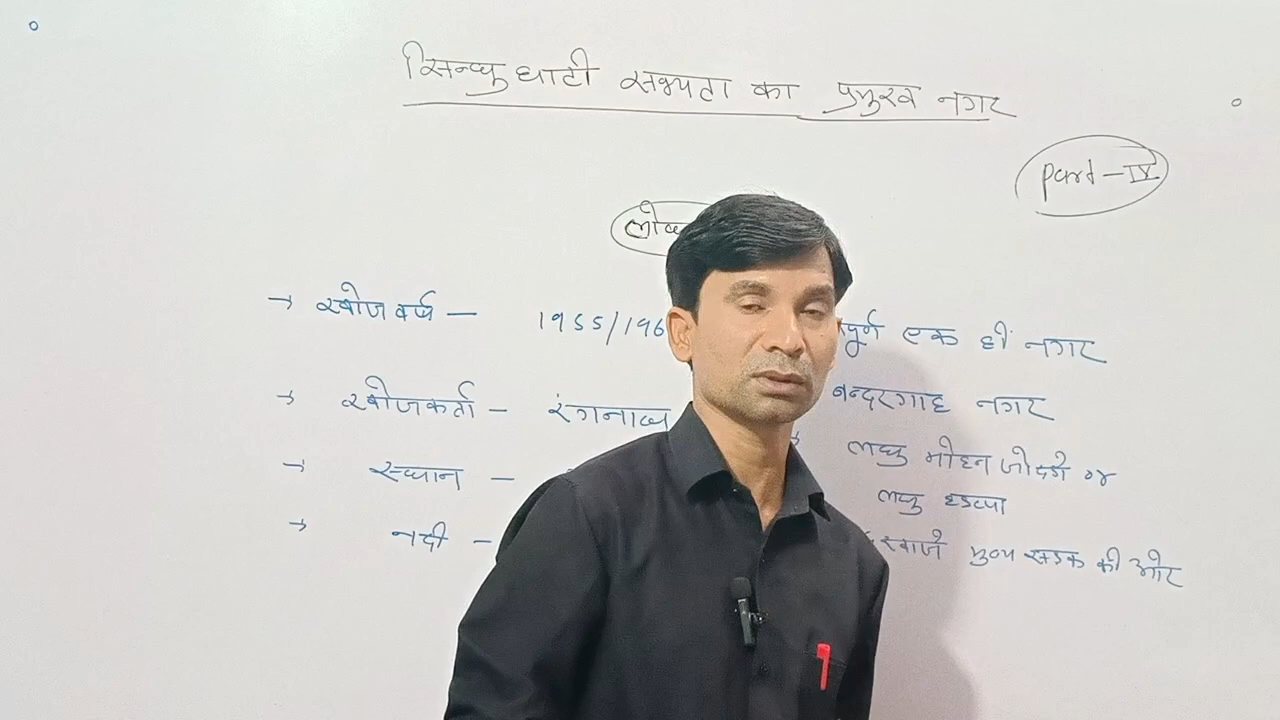 सिन्धु घाटी सभ्यता का प्रमुख नगर
Part-IV
→ खोज वर्ष — 1955/196
एक ही नगर
→ खोजकर्ता — रंगनाथ
बन्दरगाह नगर
→ स्थान —
लघु मोहन जोदड़ो or
लघु हड़प्पा
→ नदी —
मुख्य सड़क की ओर